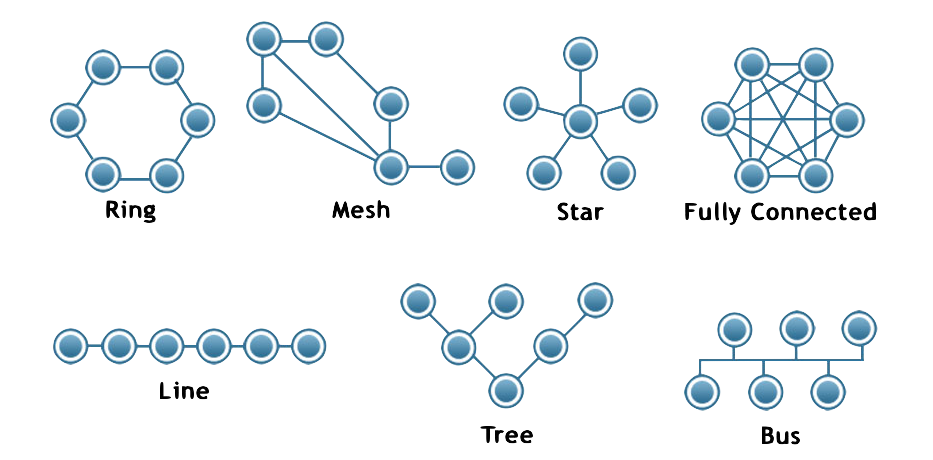 Ring
Mesh
Star
Fully Connected
Line
Tree
Bus